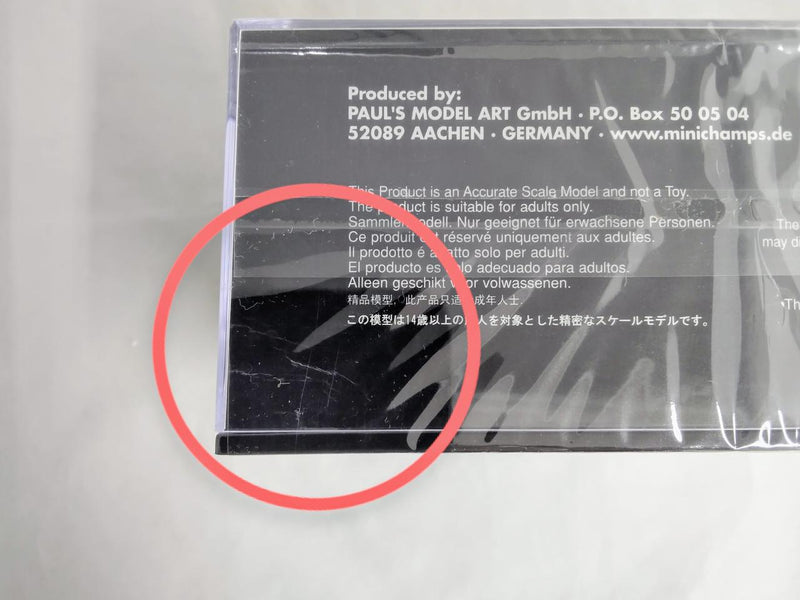 Produced by:
PAUL'S MODEL ART GmbH · P.O. Box 50 05 04
52089 AACHEN · GERMANY · www.minichamps.de
This Product is an Accurate Scale Model and not a Toy.
The product is suitable for adults only.
Sammlermodell. Nur geeignet für erwachsene Personen.
Ce produit est réservé uniquement aux adultes.
Il prodotto é adatto solo per adulti.
El producto es solo adecuado para adultos.
Alleen geschikt voor volwassenen.
精品模型，此产品只适合成年人士.
この模型は14歳以上の大人を対象とした精密なスケールモデルです。
The
may di
Th